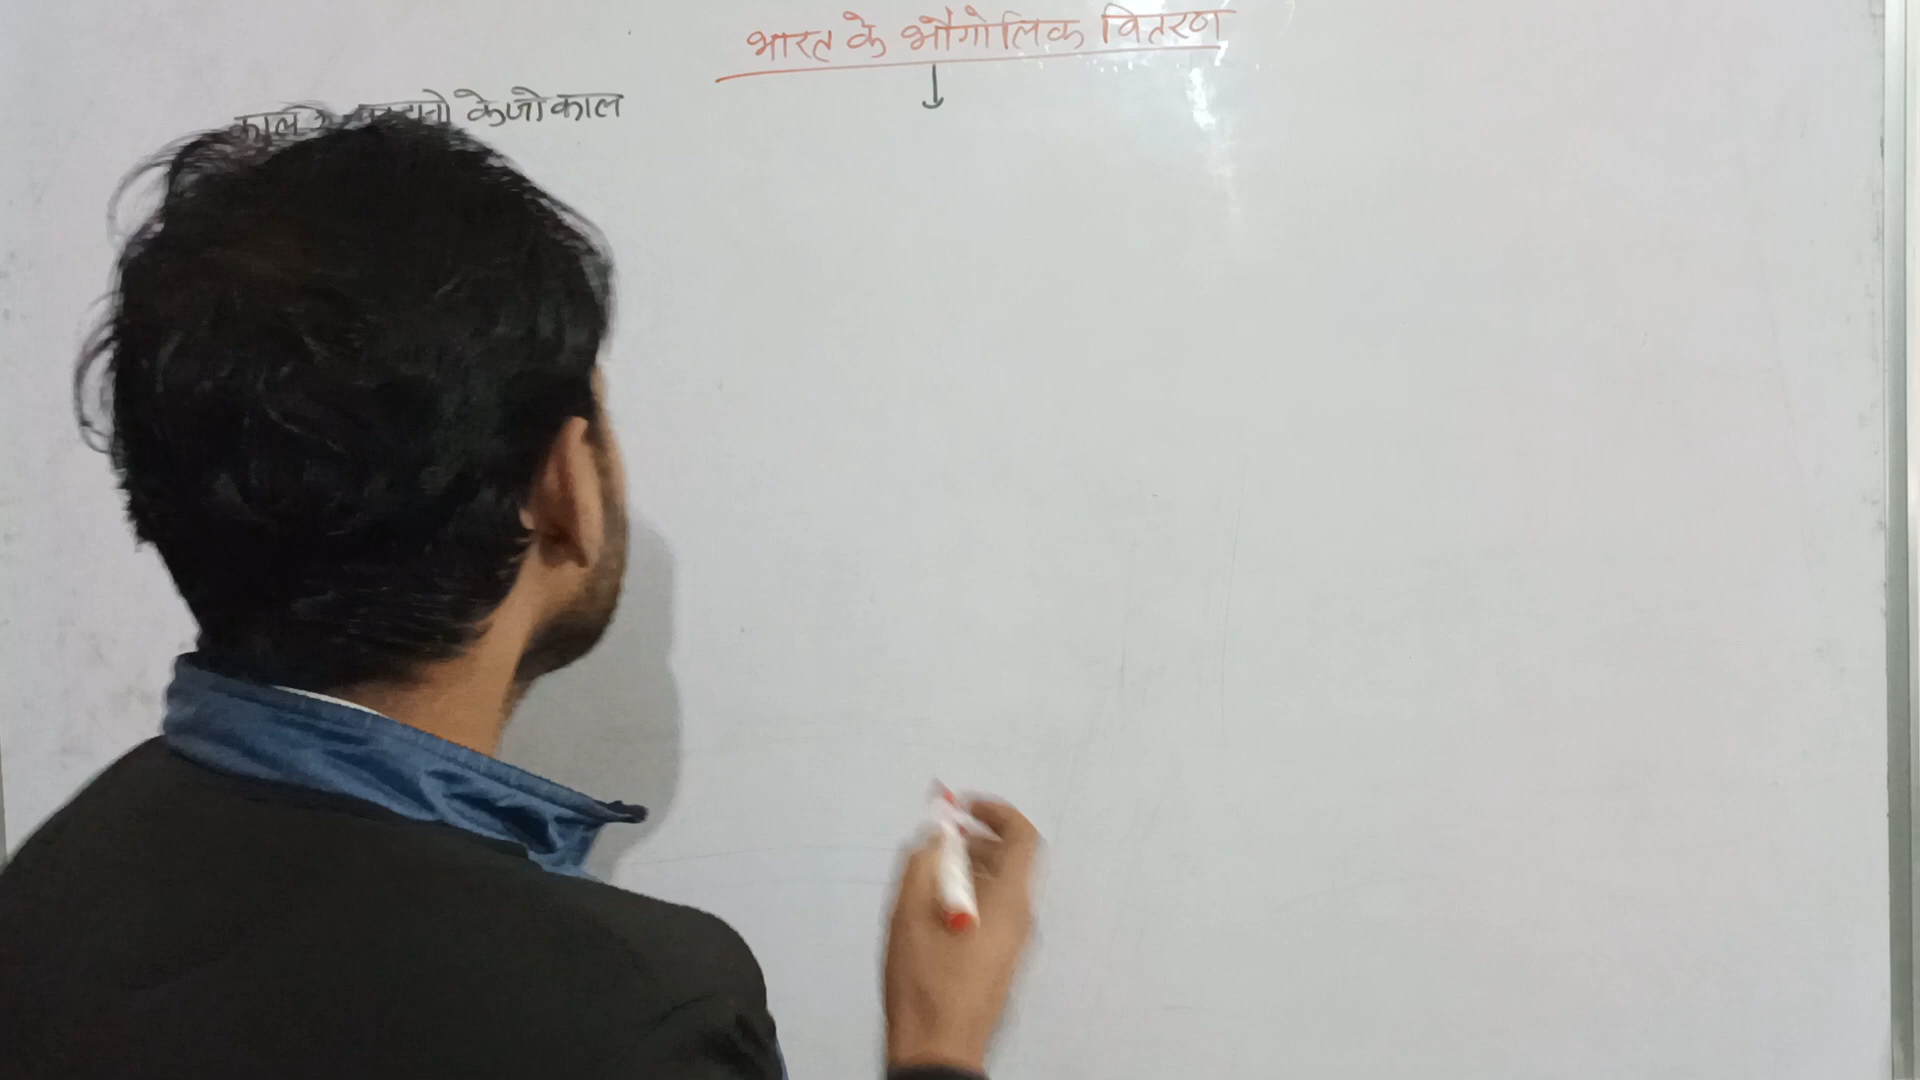 भारत के भौगोलिक वितरण
काल के जो काल